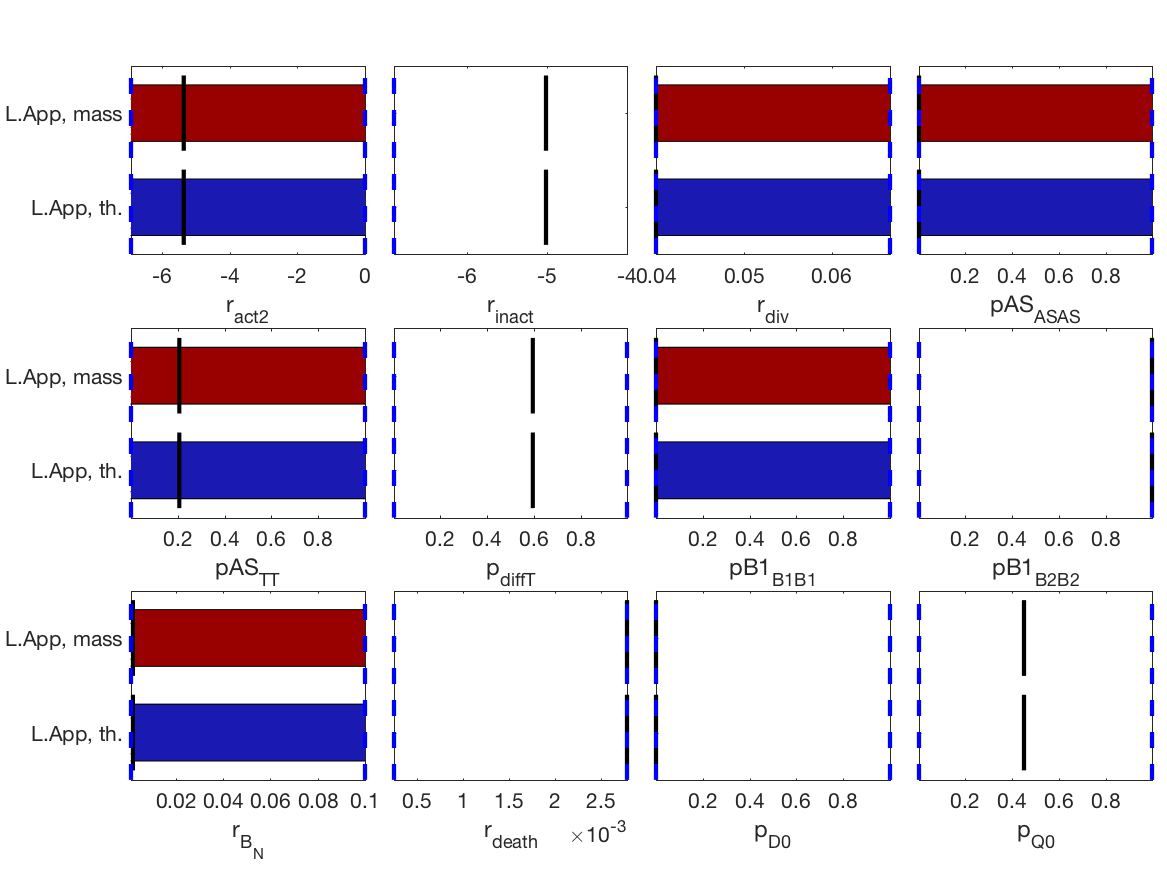 L.App, mass
L.App, th.
-6 -4 -2 0
r_act2
-6 -5 -4
r_inact
0.04 0.05 0.06
r_div
0.2 0.4 0.6 0.8
pAS_ASAS
L.App, mass
L.App, th.
0.2 0.4 0.6 0.8
pAS_TT
0.2 0.4 0.6 0.8
p_diffT
0.2 0.4 0.6 0.8
pB1_B1B1
0.2 0.4 0.6 0.8
pB1_B2B2
L.App, mass
L.App, th.
0.02 0.04 0.06 0.08 0.1
r_B_N
0.5 1 1.5 2 2.5
r_death ×10^-3
0.2 0.4 0.6 0.8
p_D0
0.2 0.4 0.6 0.8
p_Q0